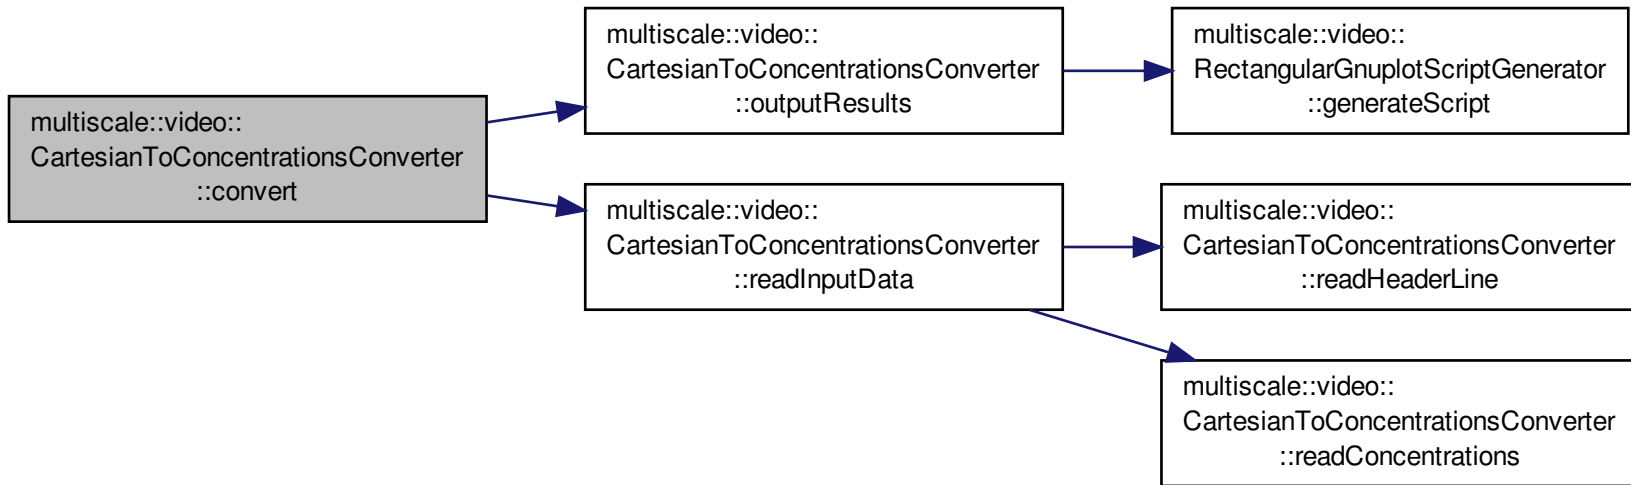 multiscale::video::
CartesianToConcentrationsConverter
::convert
multiscale::video::
CartesianToConcentrationsConverter
::outputResults
multiscale::video::
RectangularGnuplotScriptGenerator
::generateScript
multiscale::video::
CartesianToConcentrationsConverter
::readInputData
multiscale::video::
CartesianToConcentrationsConverter
::readHeaderLine
multiscale::video::
CartesianToConcentrationsConverter
::readConcentrations